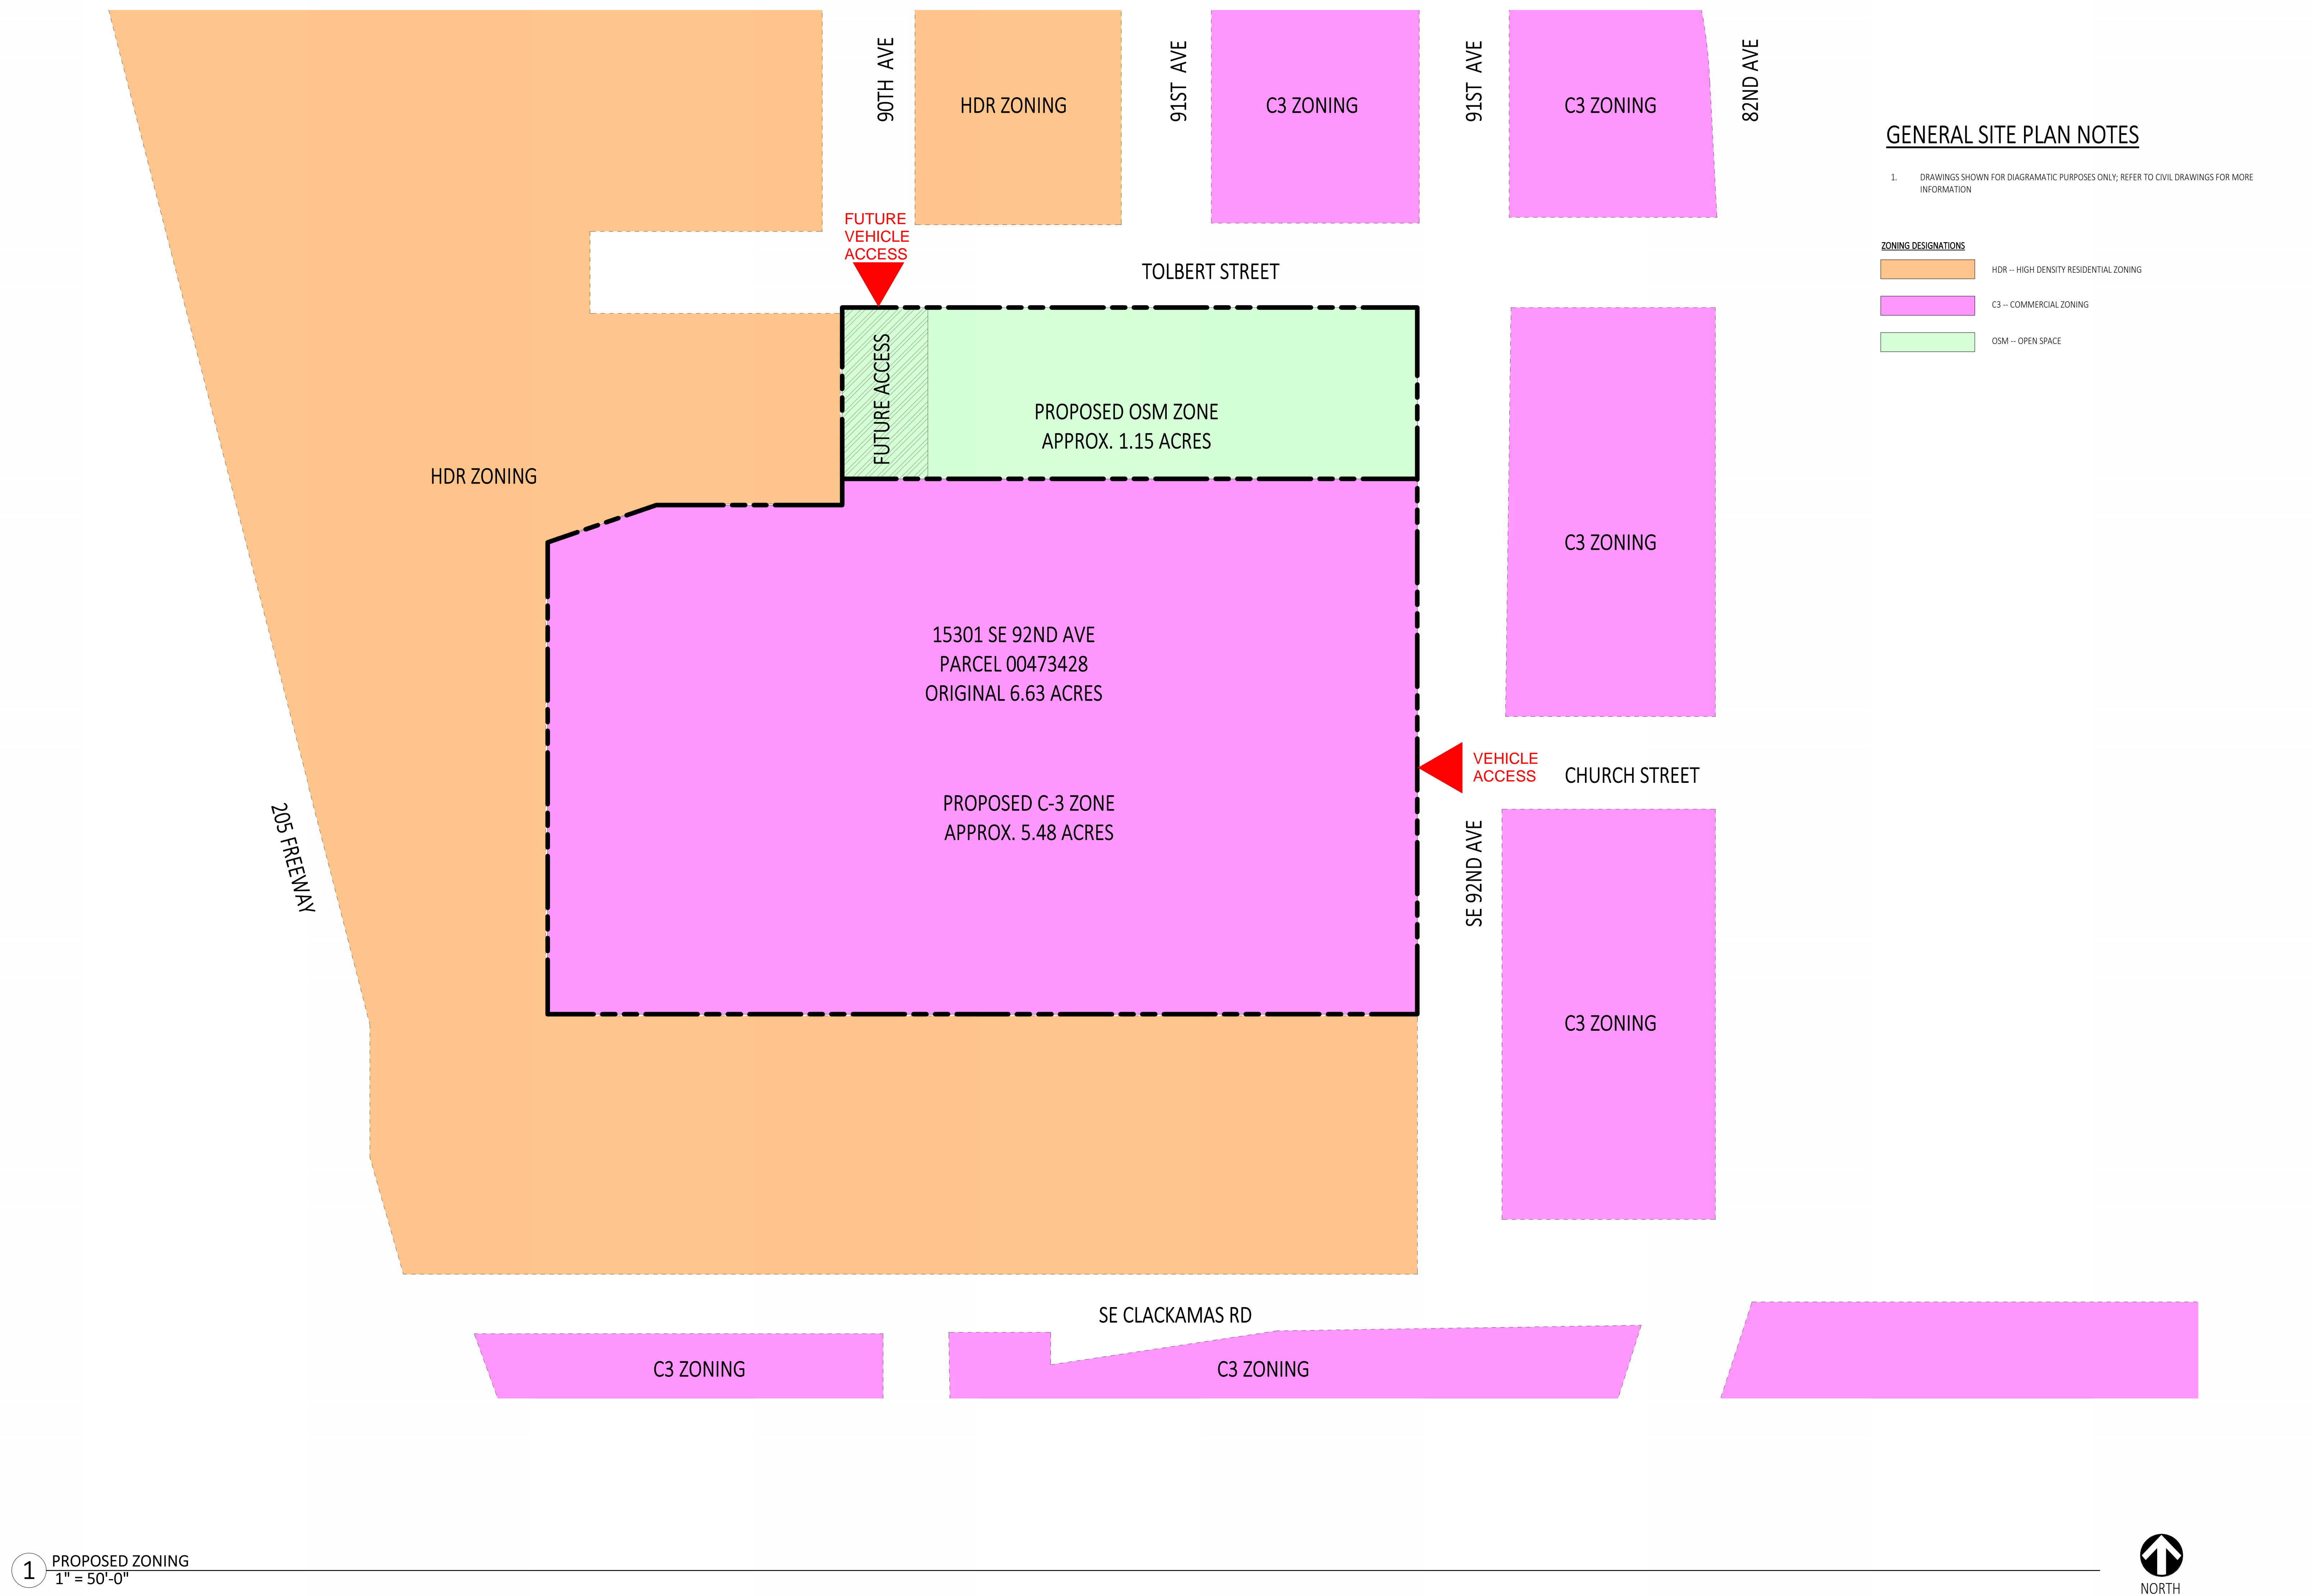 90TH AVE
91ST AVE
91ST AVE
82ND AVE
HDR ZONING
C3 ZONING
C3 ZONING
GENERAL SITE PLAN NOTES
1. DRAWINGS SHOWN FOR DIAGRAMATIC PURPOSES ONLY; REFER TO CIVIL DRAWINGS FOR MORE
INFORMATION
ZONING DESIGNATIONS
HDR -- HIGH DENSITY RESIDENTIAL ZONING
C3 -- COMMERCIAL ZONING
OSM -- OPEN SPACE
FUTURE
VEHICLE
ACCESS
TOLBERT STREET
FUTURE ACCESS
PROPOSED OSM ZONE
APPROX. 1.15 ACRES
HDR ZONING
C3 ZONING
15301 SE 92ND AVE
PARCEL 00473428
ORIGINAL 6.63 ACRES
VEHICLE
ACCESS
CHURCH STREET
PROPOSED C-3 ZONE
APPROX. 5.48 ACRES
205 FREEWAY
SE 92ND AVE
C3 ZONING
SE CLACKAMAS RD
C3 ZONING
C3 ZONING
1 PROPOSED ZONING
1" = 50'-0"
NORTH